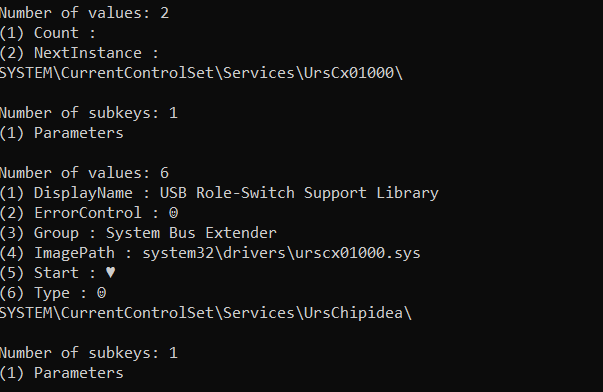 Number of values: 2
(1) Count :
(2) NextInstance :
SYSTEM\CurrentControlSet\Services\UrsCx01000\
Number of subkeys: 1
(1) Parameters
Number of values: 6
(1) DisplayName : USB Role-Switch Support Library
(2) ErrorControl : ☺
(3) Group : System Bus Extender
(4) ImagePath : system32\drivers\urscx01000.sys
(5) Start : ♥
(6) Type : ☺
SYSTEM\CurrentControlSet\Services\UrsChipidea\
Number of subkeys: 1
(1) Parameters